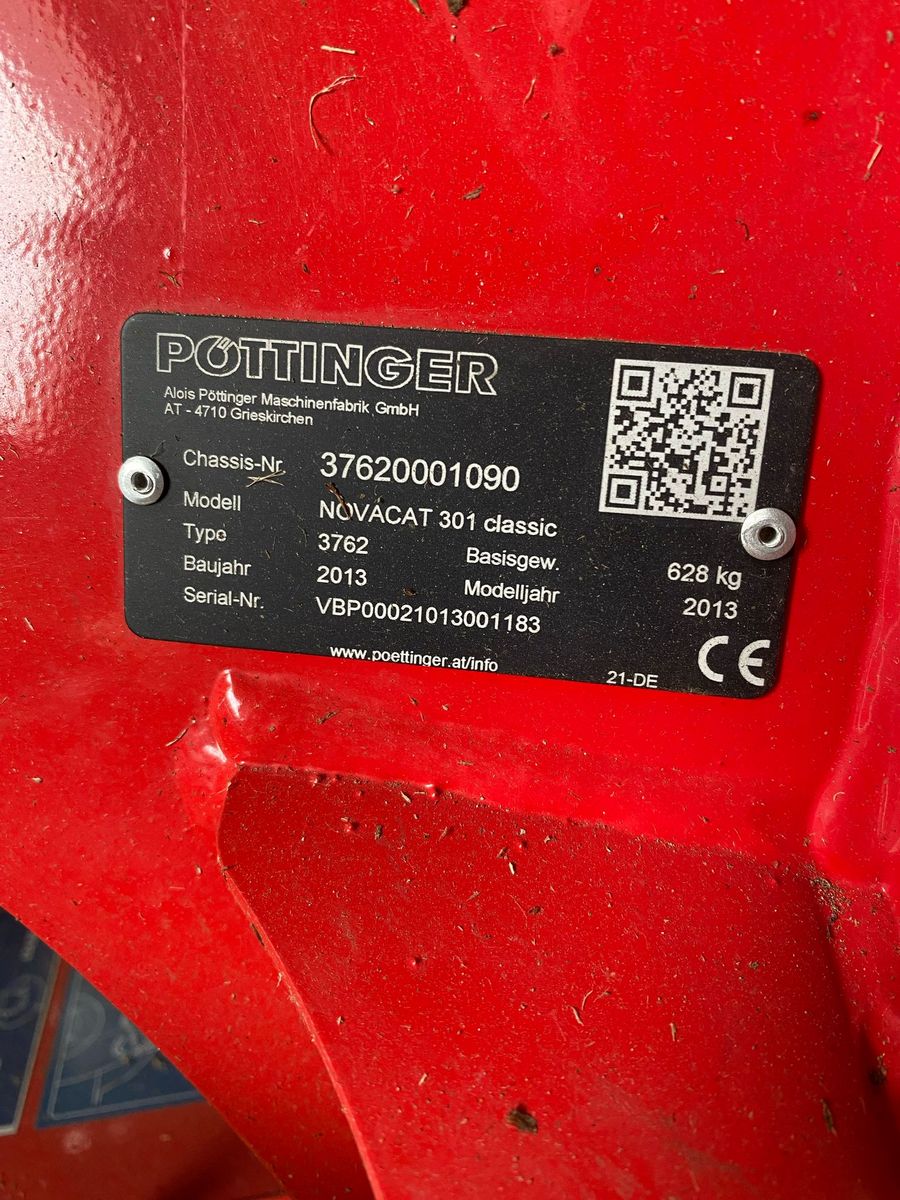 PÖTTINGER
Alois Pöttinger Maschinenfabrik GmbH
AT - 4710 Grieskirchen
Chassis-Nr. 37620001090
Modell NOVACAT 301 classic
Type 3762 Basisgew. 628 kg
Baujahr 2013 Modelljahr 2013
Serial-Nr. VBP00021013001183
www.poettinger.at/info
21-DE CE